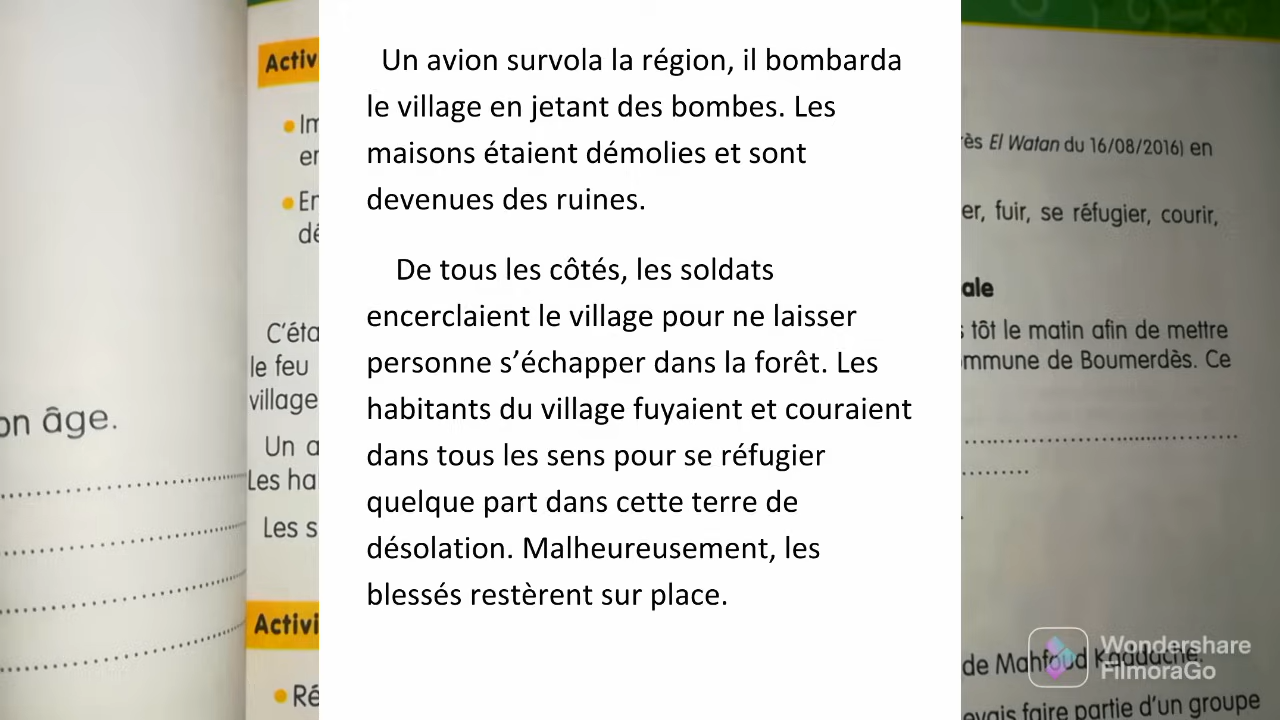 Un avion survola la région, il bombarda
le village en jetant des bombes. Les
maisons étaient démolies et sont
devenues des ruines.
De tous les côtés, les soldats
encerclaient le village pour ne laisser
personne s’échapper dans la forêt. Les
habitants du village fuyaient et couraient
dans tous les sens pour se réfugier
quelque part dans cette terre de
désolation. Malheureusement, les
blessés restèrent sur place.
on âge.
Activ
Im
er
En
dé
C'éta
le feu
village
Un a
Les ha
Les s
Activi
Ré
ès El Watan du 16/08/2016) en
er, fuir, se réfugier, courir,
ale
s tôt le matin afin de mettre
mmune de Boumerdès. Ce
de Mahfoud Kaddache
evais faire partie d'un groupe
Wondershare
FilmoraGo